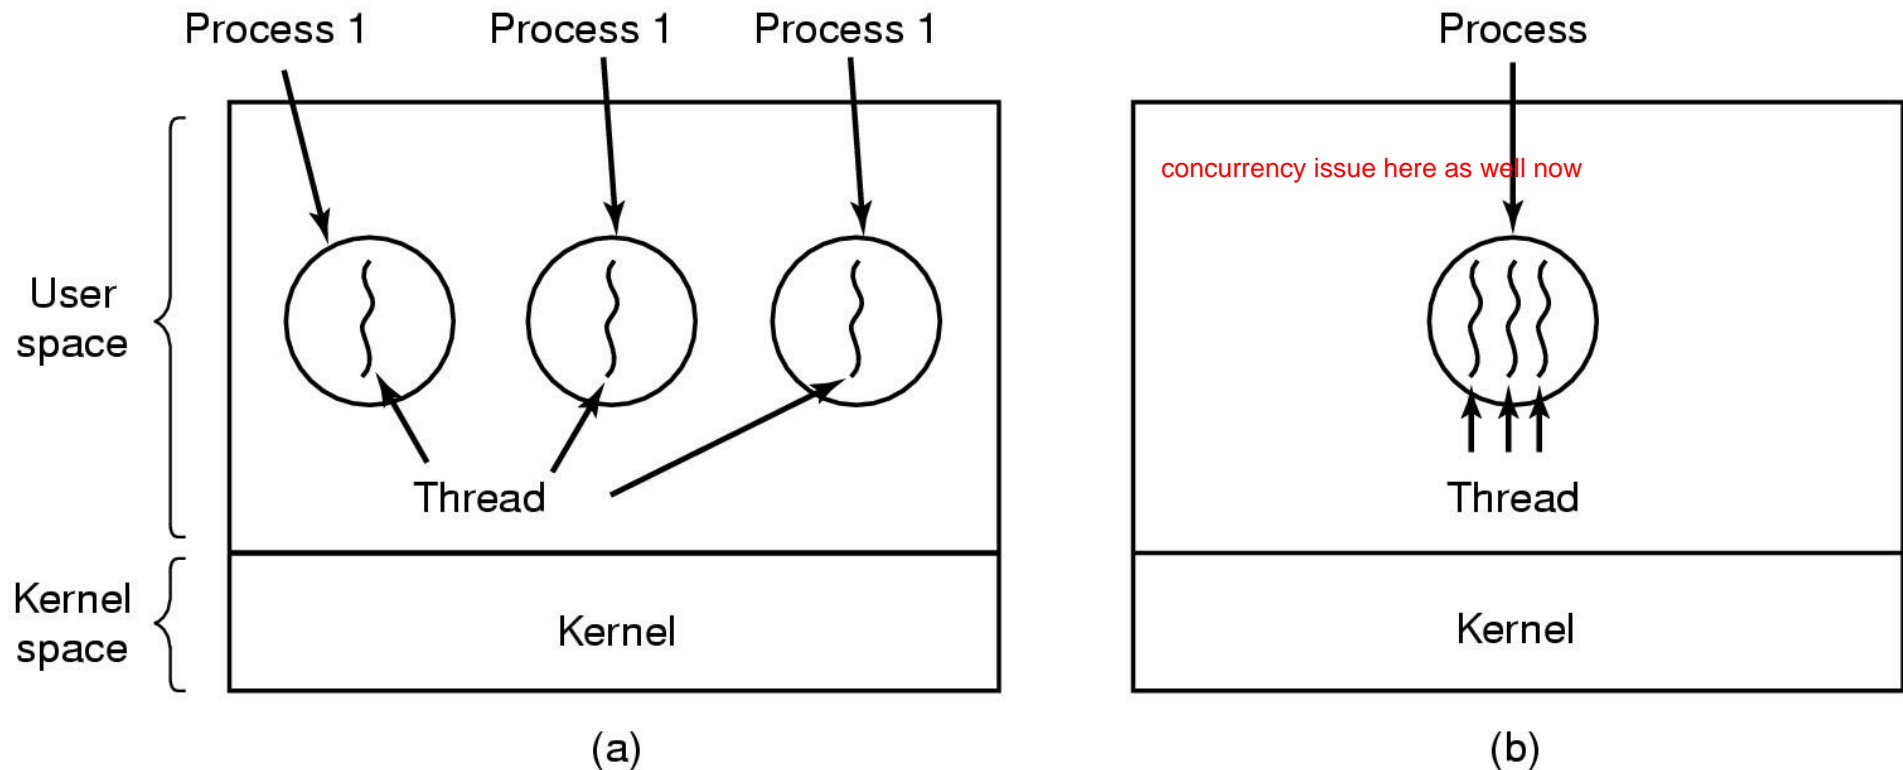 Process 1
Process 1
Process 1
Process
concurrency issue here as well now
User
space
Thread
Thread
Kernel
space
Kernel
Kernel
(a)
(b)